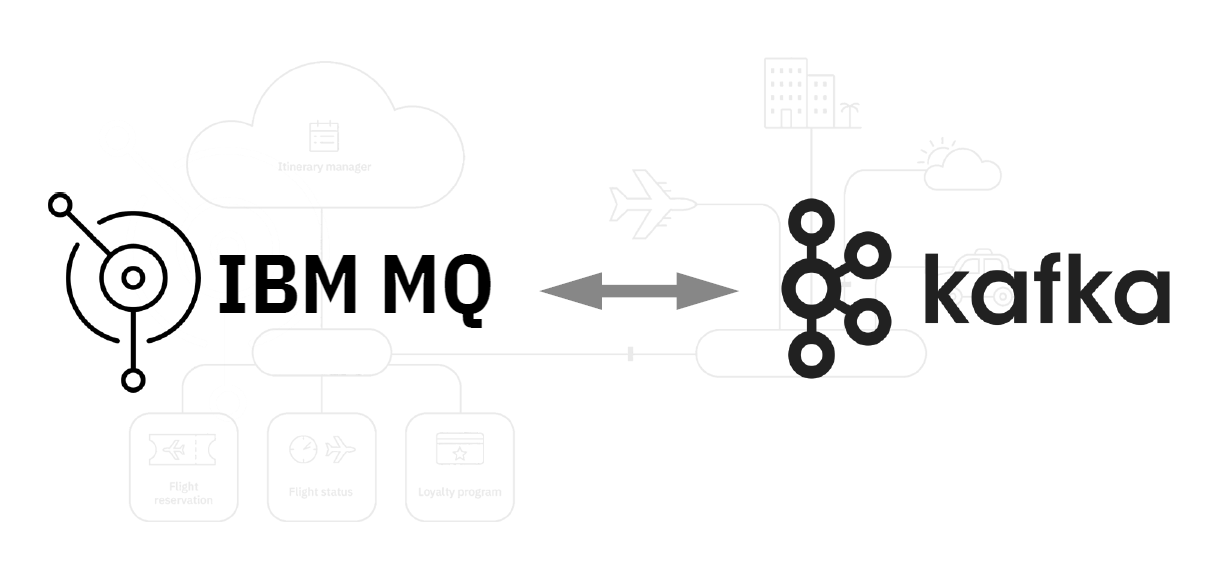 Itinerary manager
IBM MQ
kafka
Flight
reservation
Flight status
Loyalty program